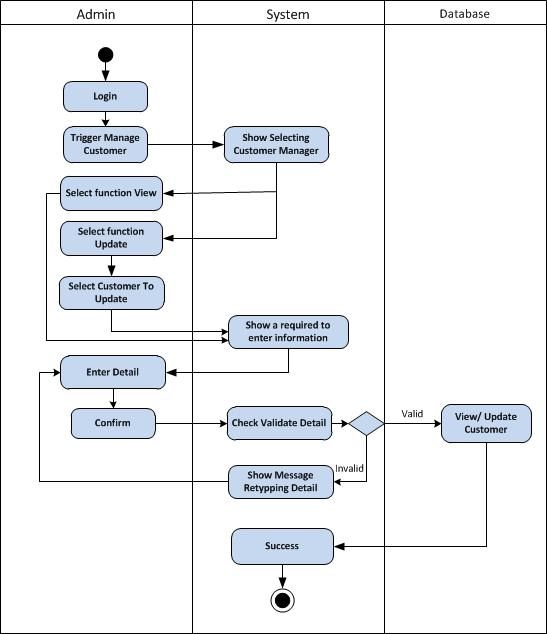 Admin
System
Database
Login
Trigger Manage
Customer
Show Selecting
Customer Manager
Select function View
Select function
Update
Select Customer To
Update
Show a required to
enter information
Enter Detail
Confirm
Check Validate Detail
Valid
View/ Update
Customer
Invalid
Show Message
Retypping Detail
Success